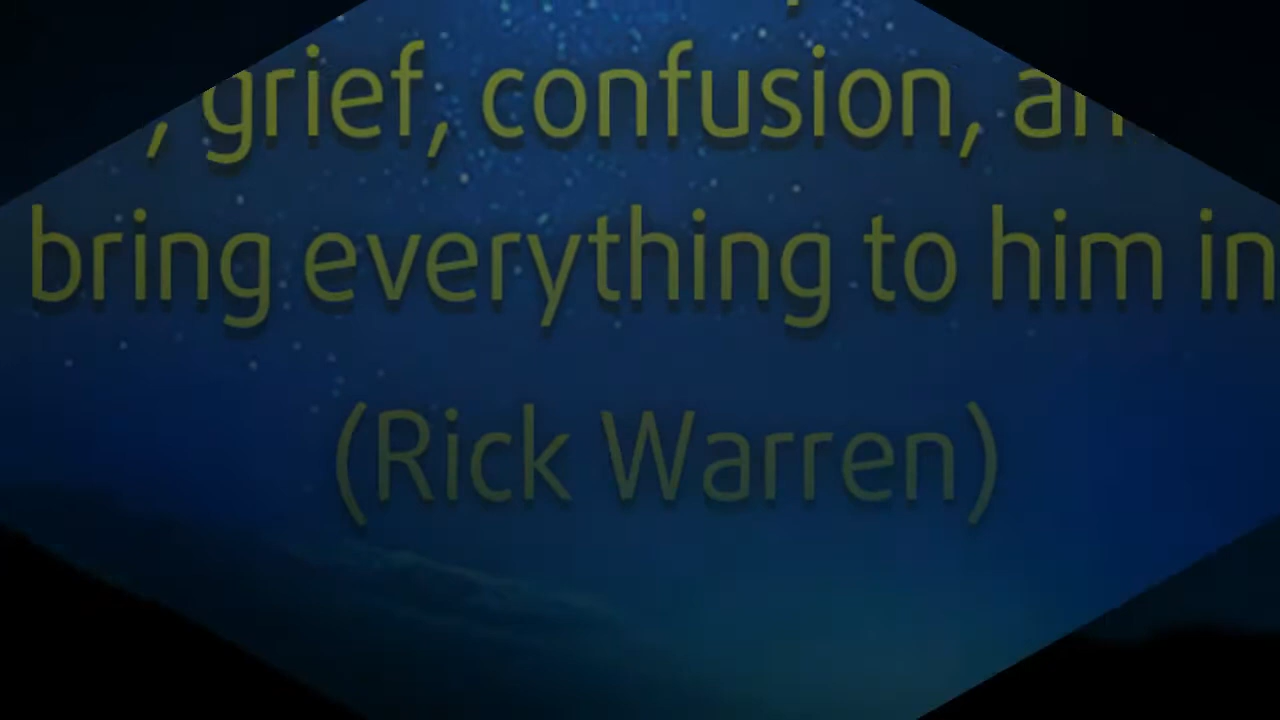 , grief, confusion,
bring everything to him in
(Rick Warren)